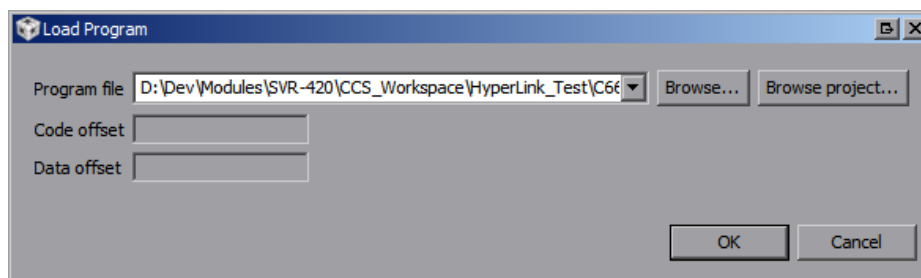 Load Program
Program file D:\Dev\Modules\SVR-420\CCS_Workspace\HyperLink_Test\C66 Browse... Browse project...
Code offset
Data offset
OK Cancel